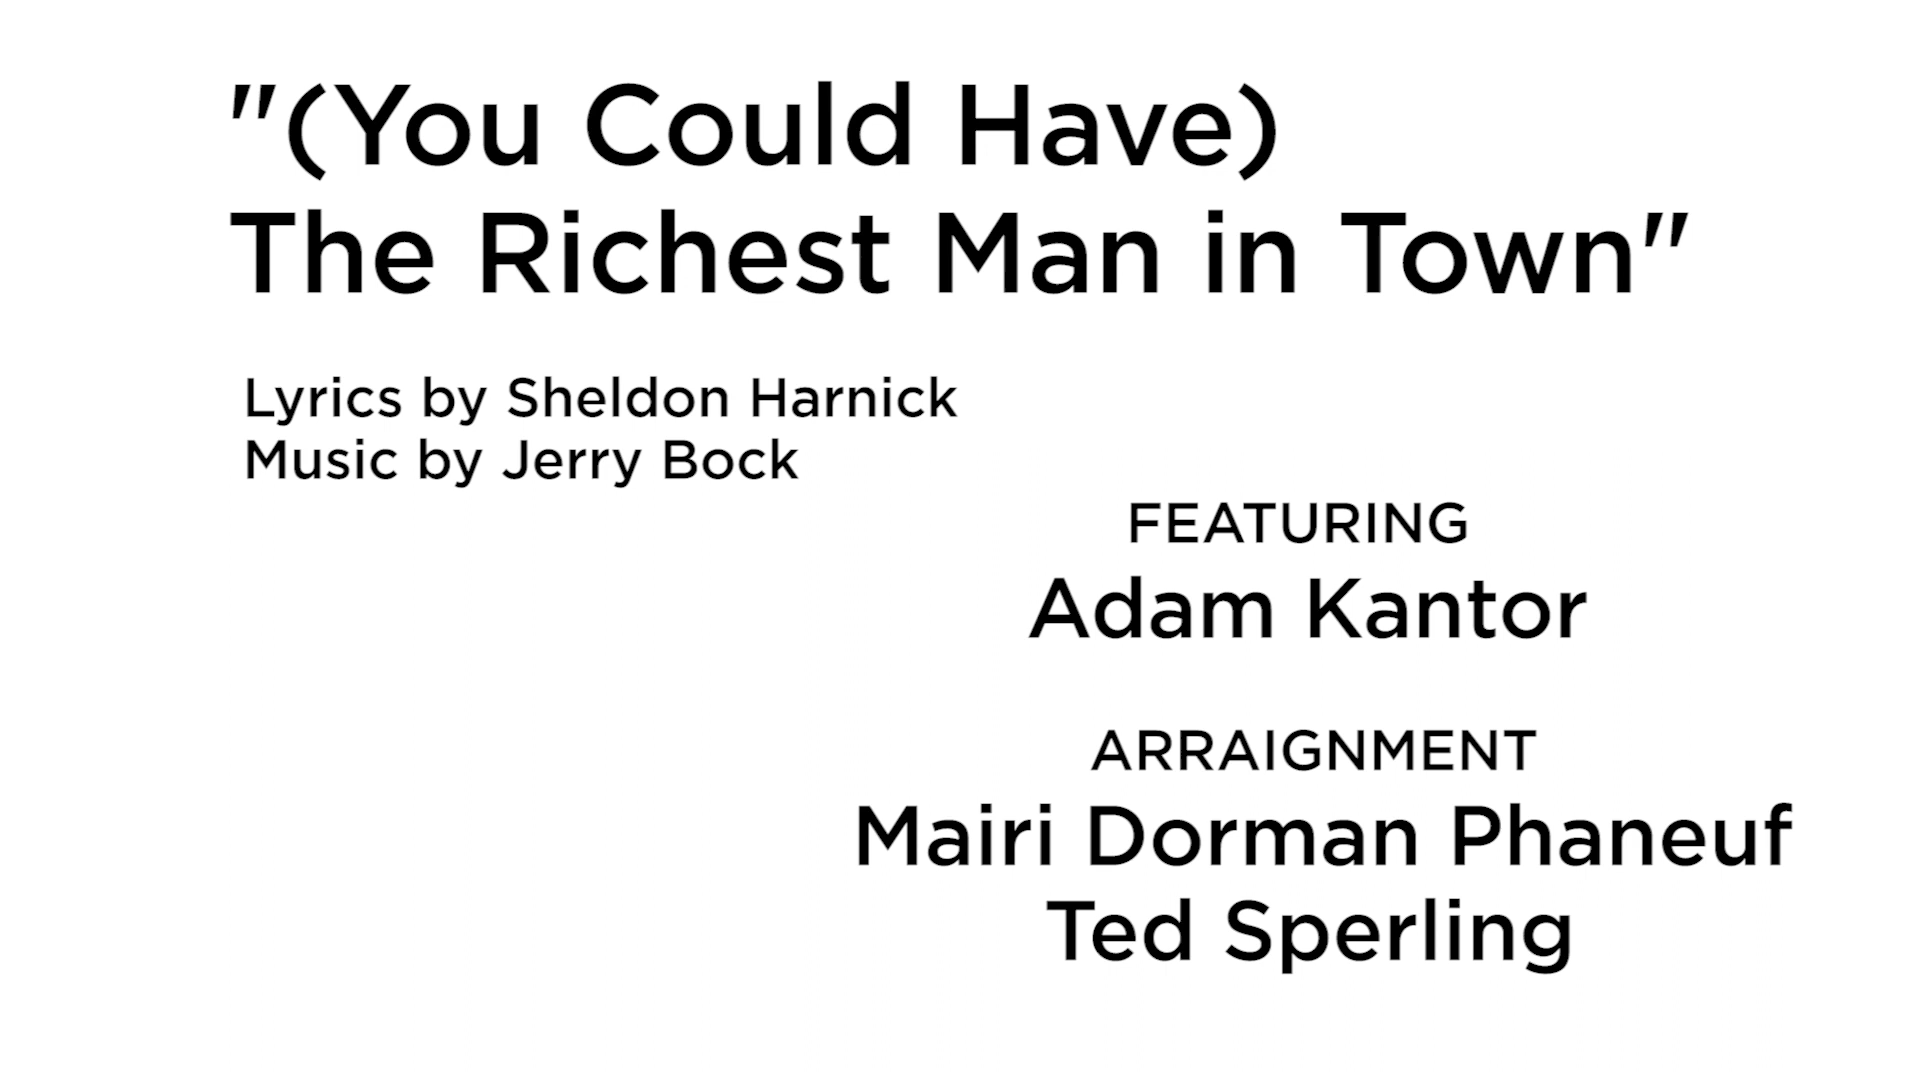 "(You Could Have)
The Richest Man in Town"
Lyrics by Sheldon Harnick
Music by Jerry Bock
FEATURING
Adam Kantor
ARRAIGNMENT
Mairi Dorman Phaneuf
Ted Sperling